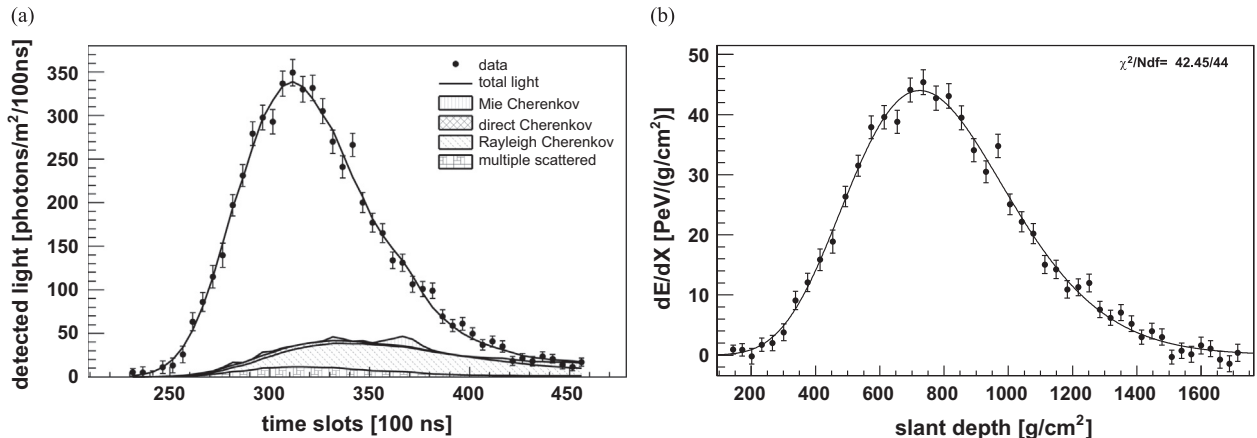 (a)
detected light [photons/m²/100ns]
350
300
250
200
150
100
50
0
data
total light
Mie Cherenkov
direct Cherenkov
Rayleigh Cherenkov
multiple scattered
250
300
350
400
450
time slots [100 ns]
(b)
dE/dX [PeV/(g/cm²)]
50
40
30
20
10
0
χ²/Ndf= 42.45/44
200
400
600
800
1000
1200
1400
1600
slant depth [g/cm²]